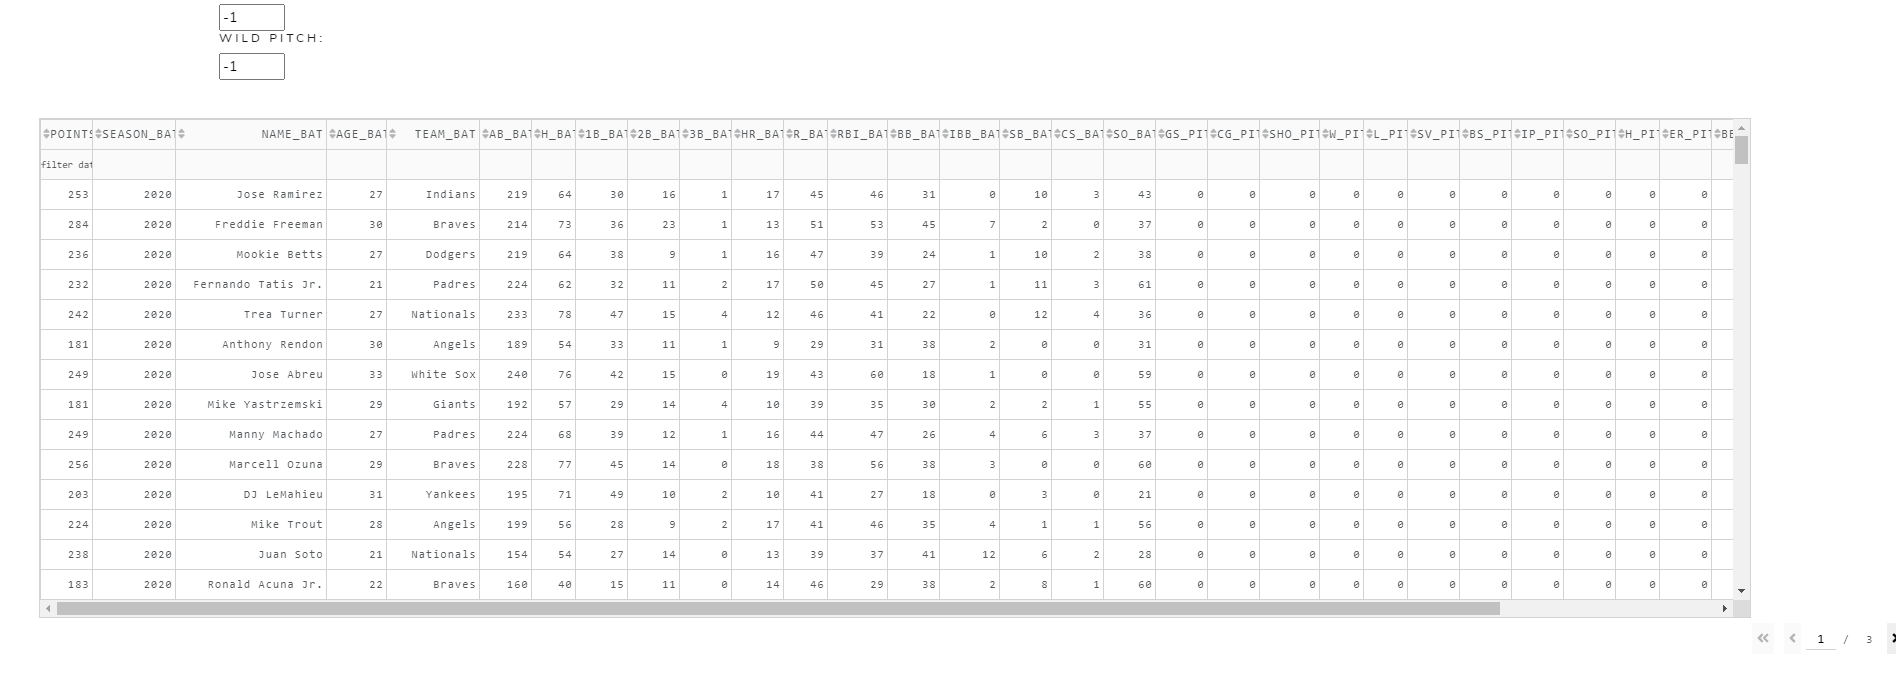 -1
WILD PITCH:
-1
POINTS SEASON_BAT NAME_BAT AGE_BAT TEAM_BAT AB_BAT H_BAT 1B_BAT 2B_BAT 3B_BAT HR_BAT R_BAT RBI_BAT BB_BAT IBB_BAT SB_BAT CS_BAT SO_BAT GS_PIT CG_PIT SHO_PIT W_PIT L_PIT SV_PIT BS_PIT IP_PIT SO_PIT H_PIT ER_PIT BB
filter dat
253 2020 Jose Ramirez 27 Indians 219 64 30 16 1 17 45 46 31 0 10 3 43 0 0 0 0 0 0 0 0 0 0 0
284 2020 Freddie Freeman 30 Braves 214 73 36 23 1 13 51 53 45 7 2 0 37 0 0 0 0 0 0 0 0 0 0 0
236 2020 Mookie Betts 27 Dodgers 219 64 38 9 1 16 47 39 24 1 10 2 38 0 0 0 0 0 0 0 0 0 0 0
232 2020 Fernando Tatis Jr. 21 Padres 224 62 32 11 2 17 50 45 27 1 11 3 61 0 0 0 0 0 0 0 0 0 0 0
242 2020 Trea Turner 27 Nationals 233 78 47 15 4 12 46 41 22 0 12 4 36 0 0 0 0 0 0 0 0 0 0 0
181 2020 Anthony Rendon 30 Angels 189 54 33 11 1 9 29 31 38 2 0 0 31 0 0 0 0 0 0 0 0 0 0 0
249 2020 Jose Abreu 33 White Sox 240 76 42 15 0 19 43 60 18 1 0 0 59 0 0 0 0 0 0 0 0 0 0 0
181 2020 Mike Yastrzemski 29 Giants 192 57 29 14 4 10 39 35 30 2 2 1 55 0 0 0 0 0 0 0 0 0 0 0
249 2020 Manny Machado 27 Padres 224 68 39 12 1 16 44 47 26 4 6 3 37 0 0 0 0 0 0 0 0 0 0 0
256 2020 Marcell Ozuna 29 Braves 228 77 45 14 0 18 38 56 38 3 0 0 60 0 0 0 0 0 0 0 0 0 0 0
203 2020 DJ LeMahieu 31 Yankees 195 71 49 10 2 10 41 27 18 0 3 0 21 0 0 0 0 0 0 0 0 0 0 0
224 2020 Mike Trout 28 Angels 199 56 28 9 2 17 41 46 35 4 1 1 56 0 0 0 0 0 0 0 0 0 0 0
238 2020 Juan Soto 21 Nationals 154 54 27 14 0 13 39 37 41 12 6 2 28 0 0 0 0 0 0 0 0 0 0 0
183 2020 Ronald Acuna Jr. 22 Braves 160 40 15 11 0 14 46 29 38 2 8 1 60 0 0 0 0 0 0 0 0 0 0 0
1 / 3